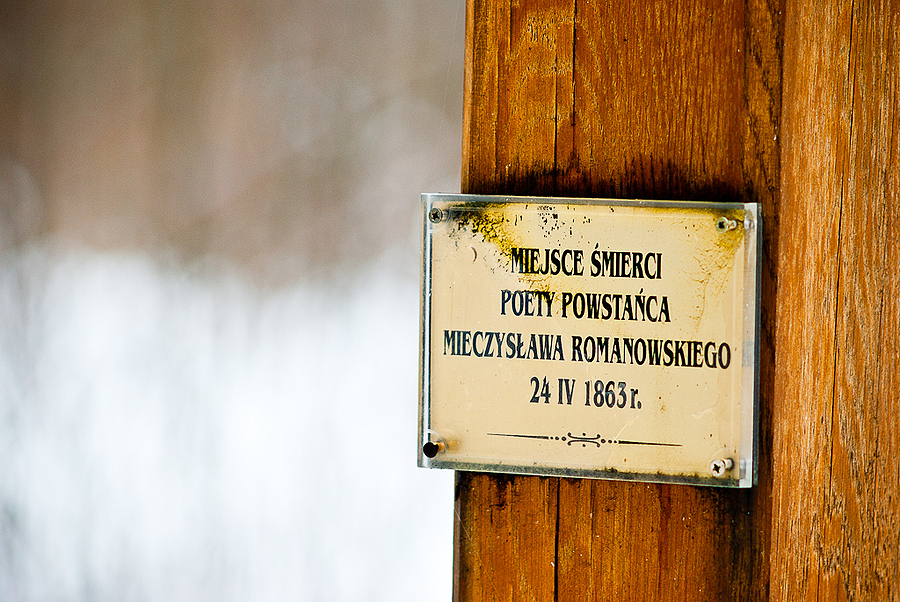 MIEJSCE ŚMIERCI
POETY POWSTAŃCA
MIECZYSŁAWA ROMANOWSKIEGO
24 IV 1863 r.